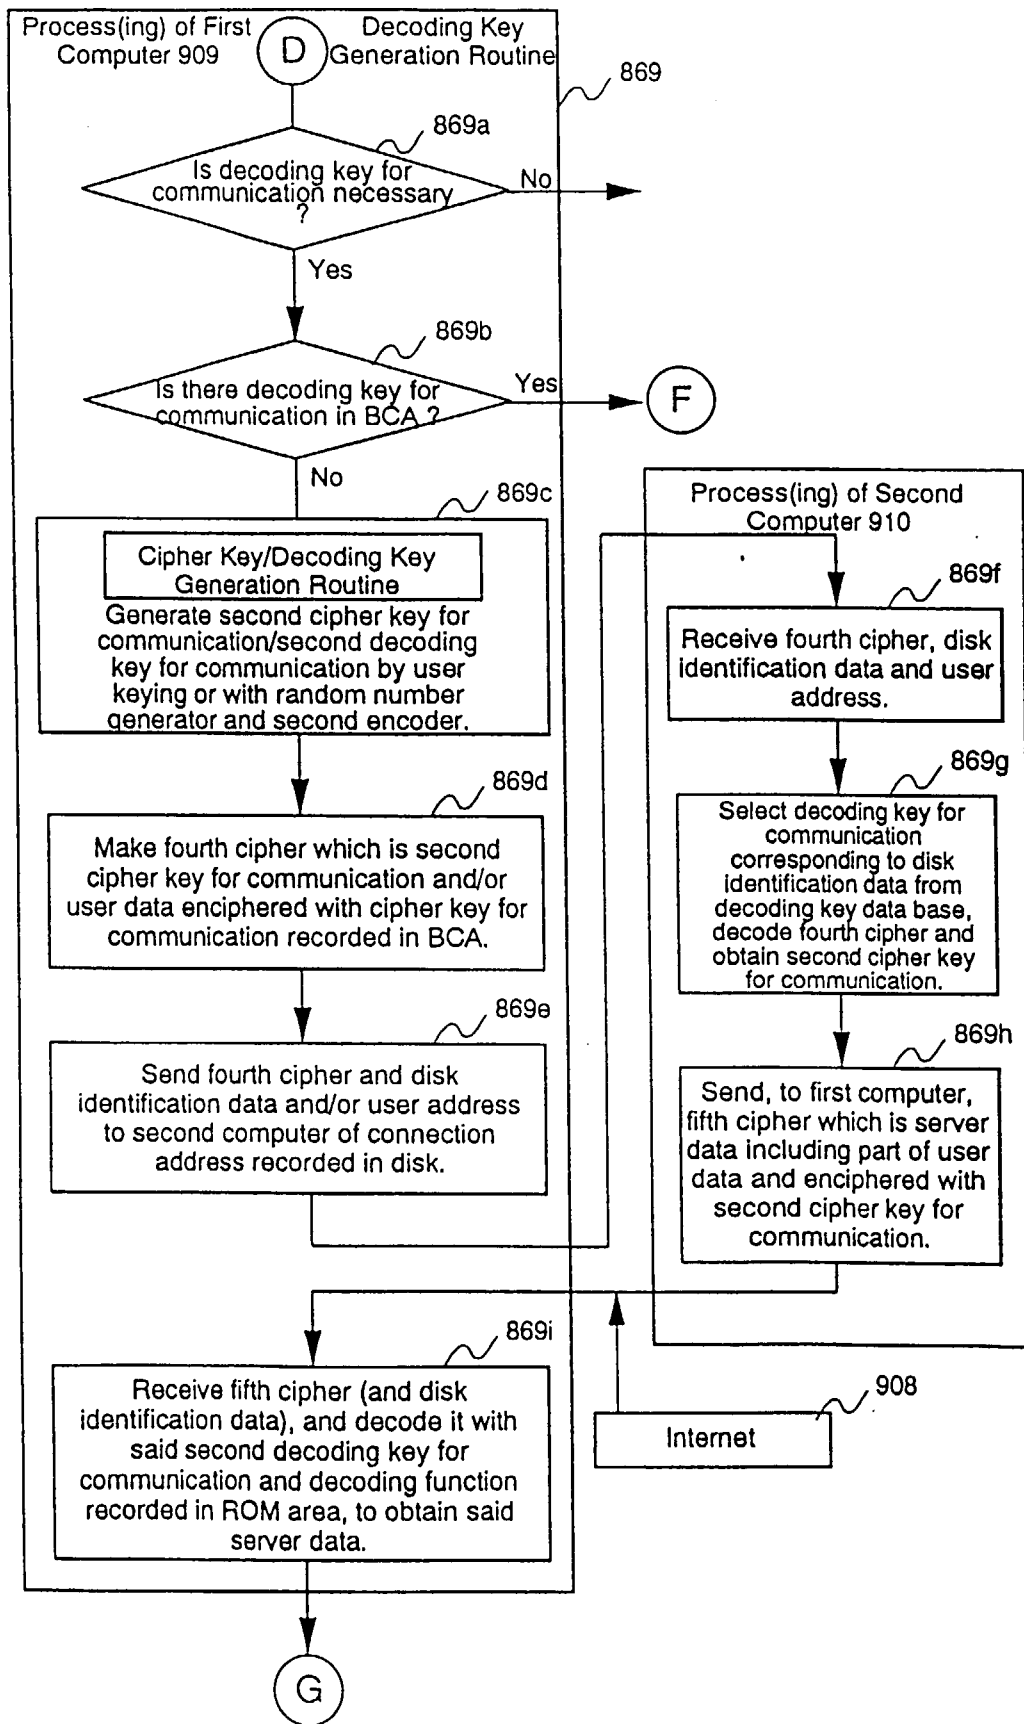 Process(ing) of First
Computer 909
D
Decoding Key
Generation Routine
869
869a
Is decoding key for
communication necessary
?
No
Yes
869b
Is there decoding key for
communication in BCA ?
Yes
F
No
869c
Cipher Key/Decoding Key
Generation Routine
Generate second cipher key for
communication/second decoding
key for communication by user
keying or with random number
generator and second encoder.
869d
Make fourth cipher which is second
cipher key for communication and/or
user data enciphered with cipher key for
communication recorded in BCA.
869e
Send fourth cipher and disk
identification data and/or user address
to second computer of connection
address recorded in disk.
Process(ing) of Second
Computer 910
869f
Receive fourth cipher, disk
identification data and user
address.
869g
Select decoding key for
communication
corresponding to disk
identification data from
decoding key data base,
decode fourth cipher and
obtain second cipher key
for communication.
869h
Send, to first computer,
fifth cipher which is server
data including part of user
data and enciphered with
second cipher key for
communication.
869i
Receive fifth cipher (and disk
identification data), and decode it with
said second decoding key for
communication and decoding function
recorded in ROM area, to obtain said
server data.
908
Internet
G